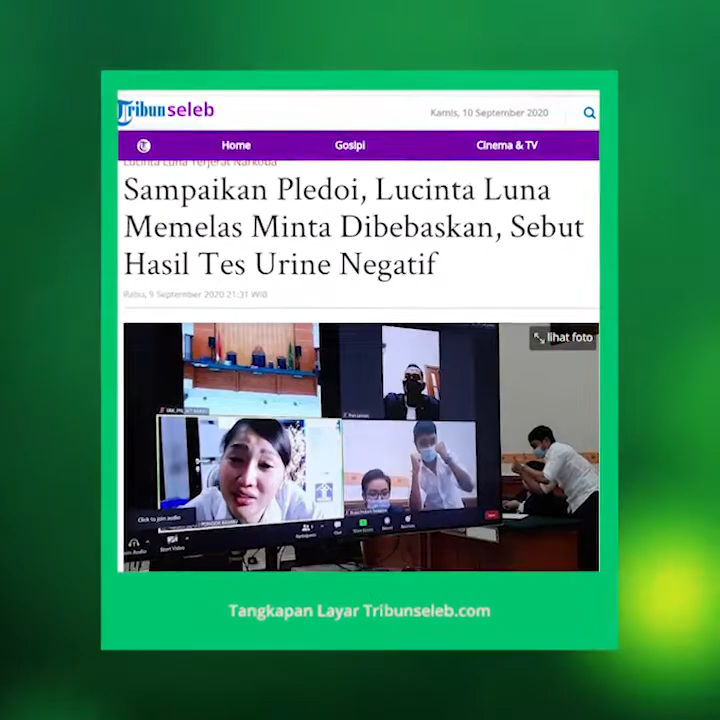 Tribunseleb
Kamis, 10 September 2020
Home Gosipi Cinema & TV
Lucinta Luna Terjerat Narkoba
Sampaikan Pledoi, Lucinta Luna
Memelas Minta Dibebaskan, Sebut
Hasil Tes Urine Negatif
Rabu, 9 September 2020 21:31 WIB
lihat foto
Click to join audio
Join Audio Start Video Participants Chat Share Screen Record Reactions
Tangkapan Layar Tribunseleb.com